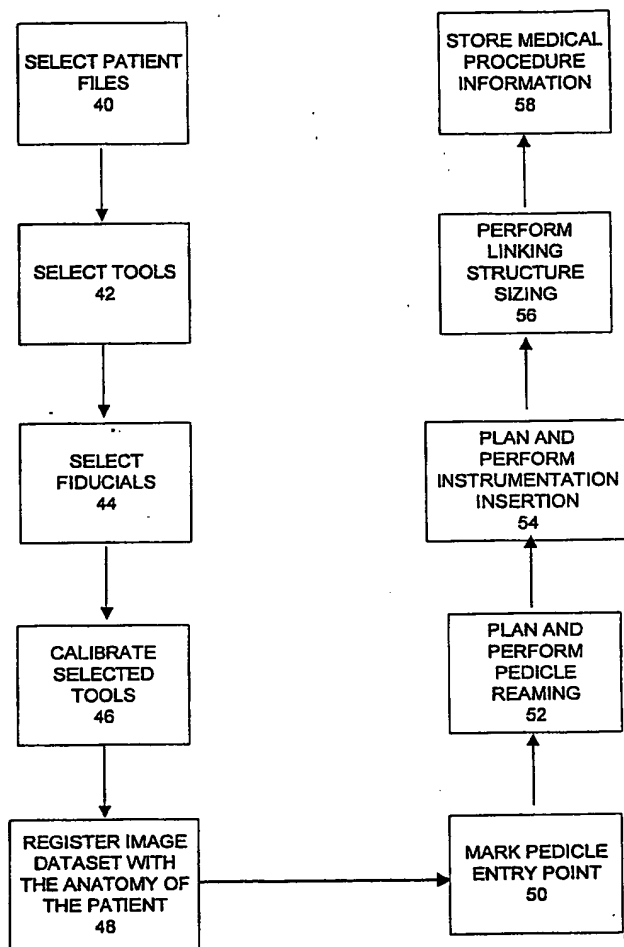 SELECT PATIENT
FILES
40
SELECT TOOLS
42
SELECT
FIDUCIALS
44
CALIBRATE
SELECTED
TOOLS
46
REGISTER IMAGE
DATASET WITH
THE ANATOMY OF
THE PATIENT
48
MARK PEDICLE
ENTRY POINT
50
PLAN AND
PERFORM
PEDICLE
REAMING
52
PLAN AND
PERFORM
INSTRUMENTATION
INSERTION
54
PERFORM
LINKING
STRUCTURE
SIZING
56
STORE MEDICAL
PROCEDURE
INFORMATION
58